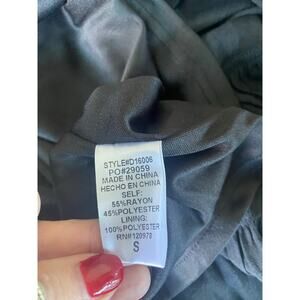 STYLE#D16006
PO#29059
MADE IN CHINA
HECHO EN CHINA
SELF:
55%RAYON
45%POLYESTER
LINING:
100%POLYESTER
RN#120978
S